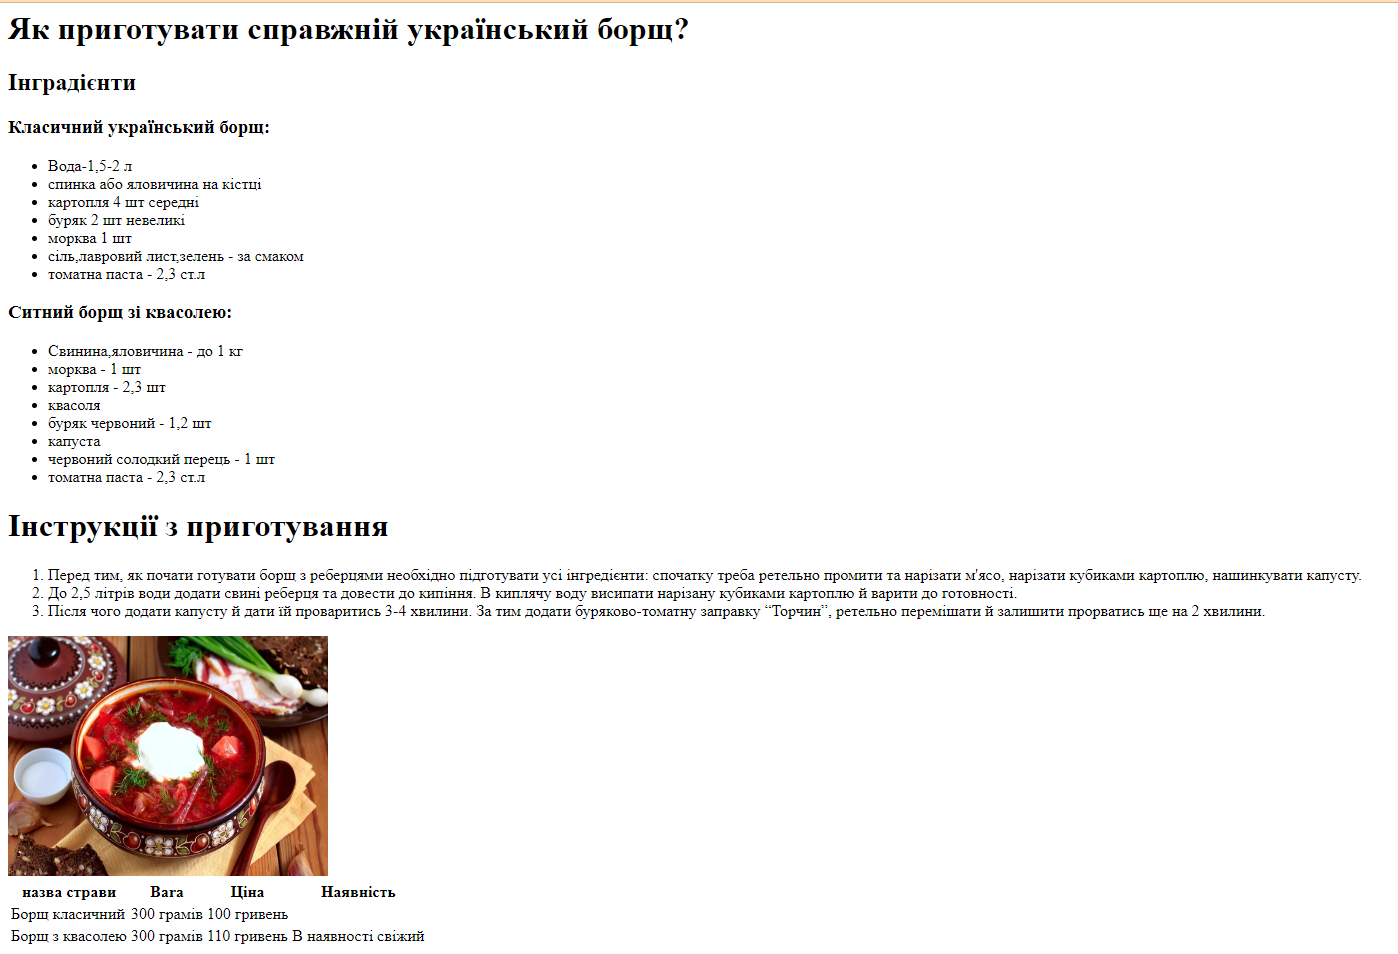 Як приготувати справжній український борщ?
Інградієнти
Класичний український борщ:
Вода-1,5-2 л
спинка або яловичина на кістці
картопля 4 шт середні
буряк 2 шт невеликі
морква 1 шт
сіль,лавровий лист,зелень - за смаком
томатна паста - 2,3 ст.л
Ситний борщ зі квасолею:
Свинина,яловичина - до 1 кг
морква - 1 шт
картопля - 2,3 шт
квасоля
буряк червоний - 1,2 шт
капуста
червоний солодкий перець - 1 шт
томатна паста - 2,3 ст.л
Інструкції з приготування
1. Перед тим, як почати готувати борщ з реберцями необхідно підготувати усі інгредієнти: спочатку треба ретельно промити та нарізати м'ясо, нарізати кубиками картоплю, нашинкувати капусту.
2. До 2,5 літрів води додати свині реберця та довести до кипіння. В киплячу воду висипати нарізану кубиками картоплю й варити до готовності.
3. Після чого додати капусту й дати їй проваритись 3-4 хвилини. За тим додати буряково-томатну заправку “Торчин”, ретельно перемішати й залишити прорватись ще на 2 хвилини.
назва страви Вага Ціна Наявність
Борщ класичний 300 грамів 100 гривень
Борщ з квасолею 300 грамів 110 гривень В наявності свіжий